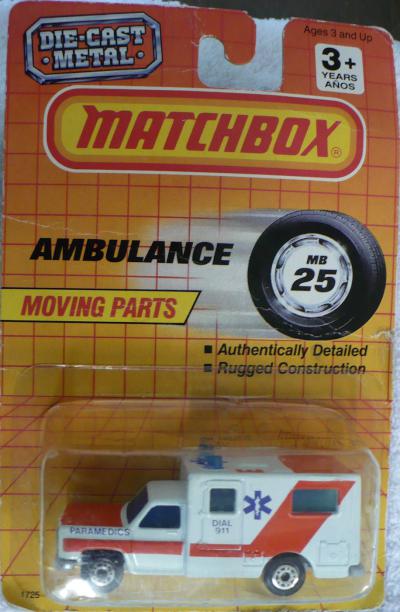 DIE-CAST
METAL
Ages 3 and Up
3+
YEARS
AÑOS
MATCHBOX®
AMBULANCE
MB
25
MOVING PARTS
■ Authentically Detailed
■ Rugged Construction
PARAMEDICS
DIAL
911
1725